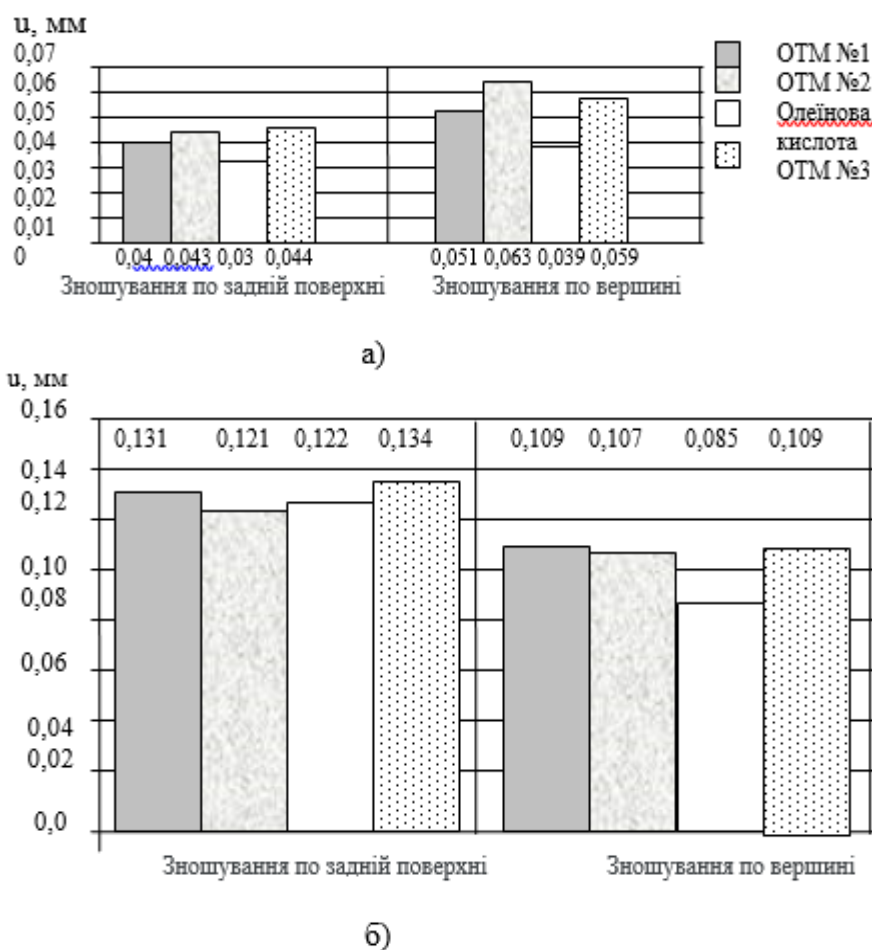 u, мм
0,07
0,06
0,05
0,04
0,03
0,02
0,01
0
ОТМ №1
ОТМ №2
Олеїнова
кислота
ОТМ №3
0,04 0,043 0,03 0,044
0,051 0,063 0,039 0,059
Зношування по задній поверхні
Зношування по вершині
а)
u, мм
0,16
0,14
0,12
0,10
0,08
0,06
0,04
0,02
0,0
0,131 0,121 0,122 0,134
0,109 0,107 0,085 0,109
Зношування по задній поверхні
Зношування по вершині
б)